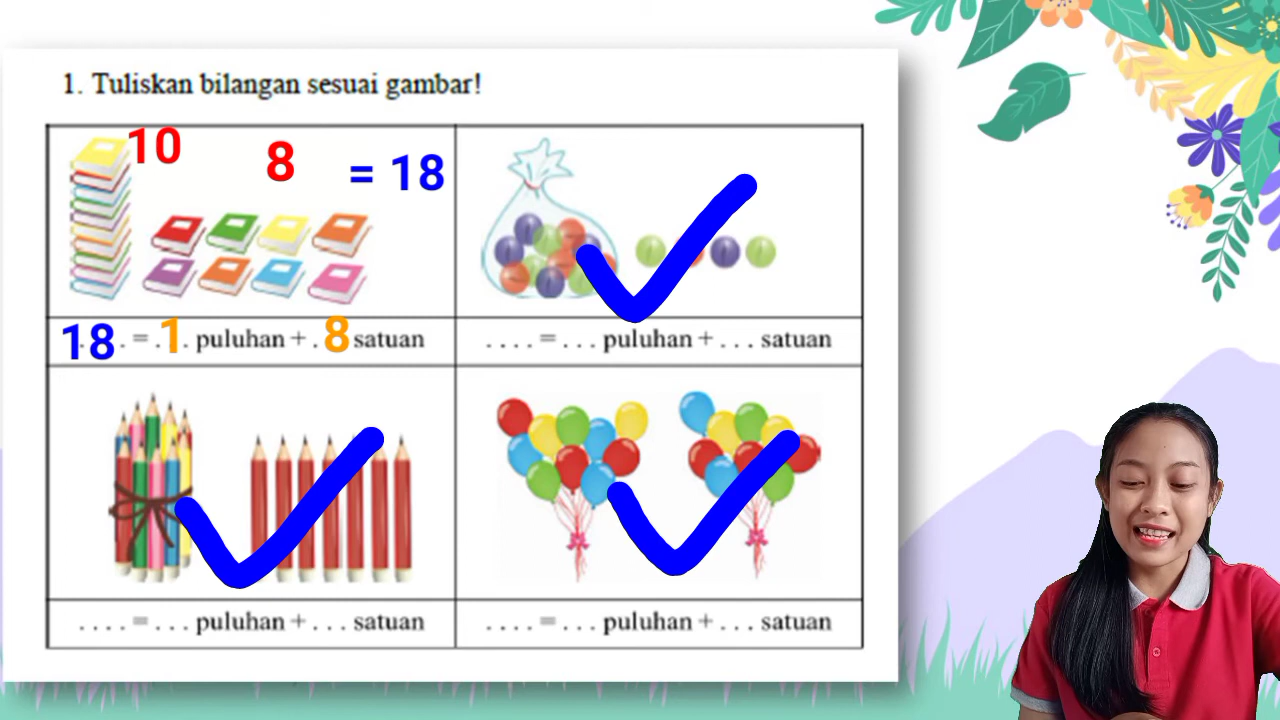 1. Tuliskan bilangan sesuai gambar!
10 8 = 18
18 . = . 1 . puluhan + . 8 satuan
. . . . = . . . puluhan + . . . satuan
. . . . = . . . puluhan + . . . satuan
. . . . = . . . puluhan + . . . satuan